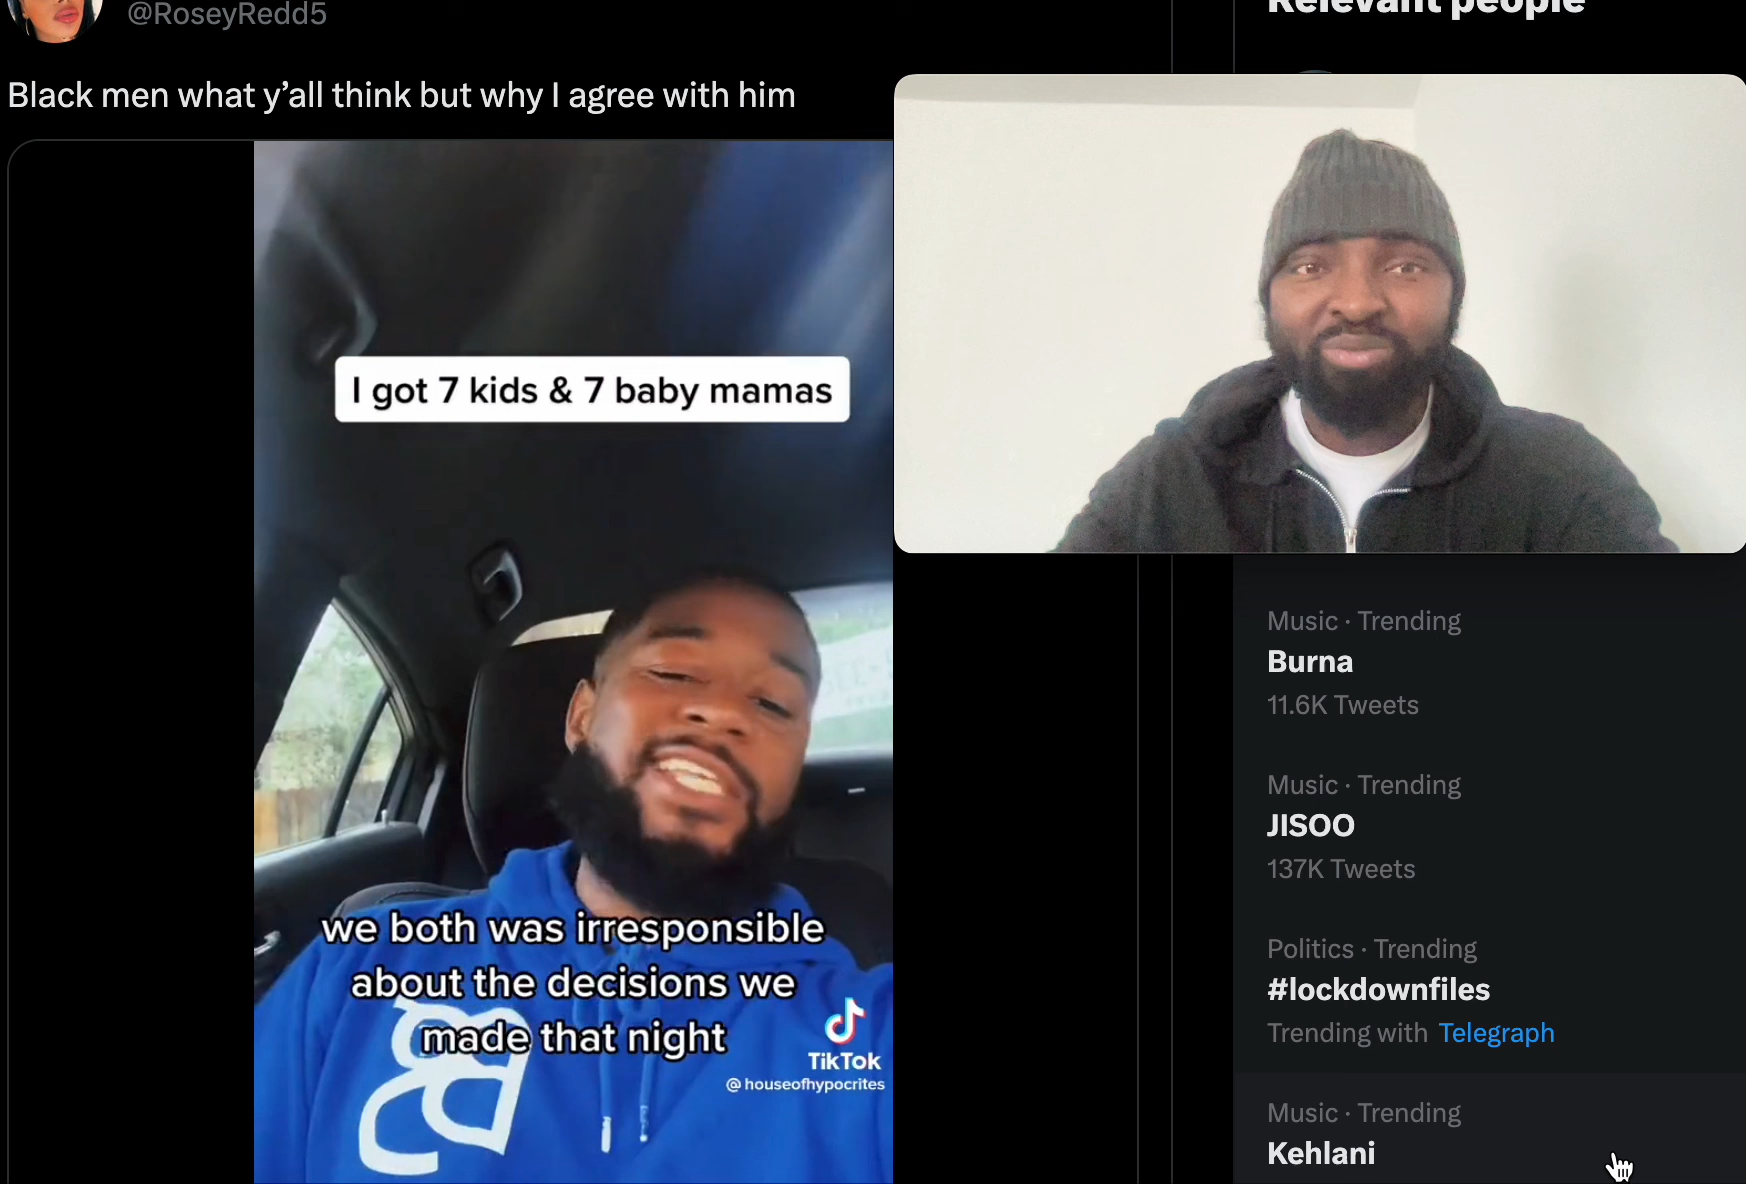 @RoseyRedd5
Relevant people
Black men what y’all think but why I agree with him
I got 7 kids & 7 baby mamas
we both was irresponsible
about the decisions we
made that night
TikTok
@houseofhypocrites
Music · Trending
Burna
11.6K Tweets
Music · Trending
JISOO
137K Tweets
Politics · Trending
#lockdownfiles
Trending with Telegraph
Music · Trending
Kehlani